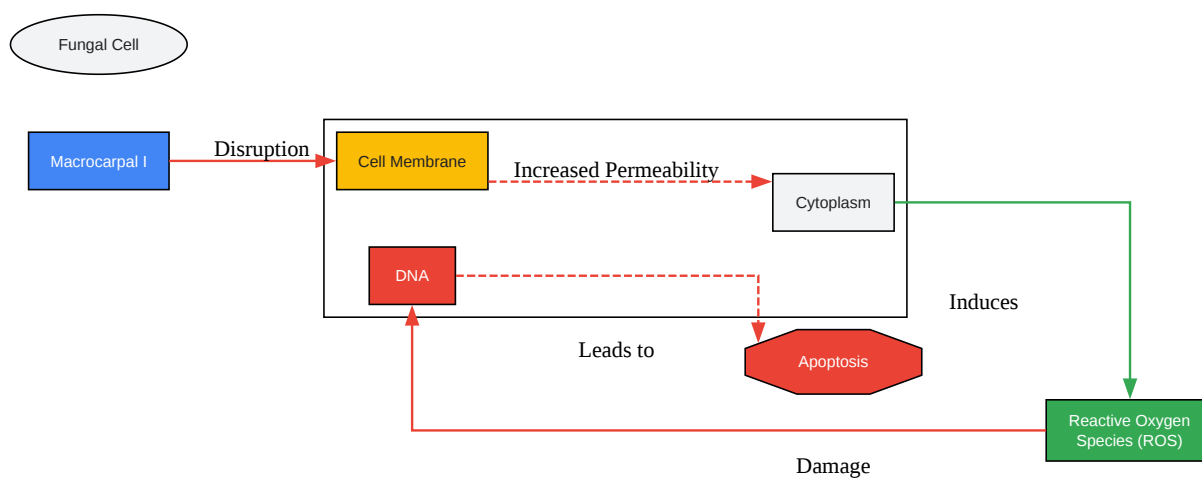 Fungal Cell
Macrocarpal I
Disruption
Cell Membrane
Increased Permeability
Cytoplasm
DNA
Induces
Leads to
Apoptosis
Reactive Oxygen
Species (ROS)
Damage